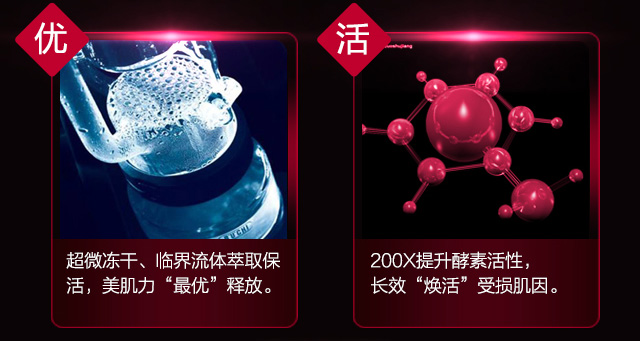 优
超微冻干、临界流体萃取保
活，美肌力“最优”释放。
活
200X提升酵素活性，
长效“焕活”受损肌因。